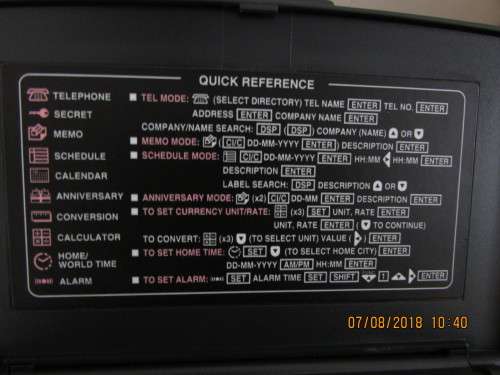 QUICK REFERENCE
TELEPHONE
SECRET
MEMO
SCHEDULE
CALENDAR
ANNIVERSARY
CONVERSION
CALCULATOR
HOME/
WORLD TIME
ALARM
TEL MODE: (SELECT DIRECTORY) TEL NAME ENTER TEL NO. ENTER
ADDRESS ENTER COMPANY NAME ENTER
COMPANY/NAME SEARCH: DSP (DSP) COMPANY (NAME) OR
MEMO MODE: (CI/C DD-MM-YYYY ENTER) DESCRIPTION ENTER
SCHEDULE MODE: CI/C DD-MM-YYYY ENTER HH:MM HH:MM ENTER
DESCRIPTION ENTER
LABEL SEARCH: DSP DESCRIPTION OR
ANNIVERSARY MODE: (x2) CI/C DD-MM ENTER DESCRIPTION ENTER
TO SET CURRENCY UNIT/RATE: (x3) SET UNIT, RATE ENTER
UNIT, RATE ENTER ( TO CONTINUE)
TO CONVERT: (x3) (TO SELECT UNIT) VALUE ( ) ENTER
TO SET HOME TIME: SET (TO SELECT HOME CITY) ENTER
DD-MM-YYYY AM/PM HH:MM ENTER
TO SET ALARM: SET ALARM TIME SET SHIFT 1 ENTER
07/08/2018 10:40